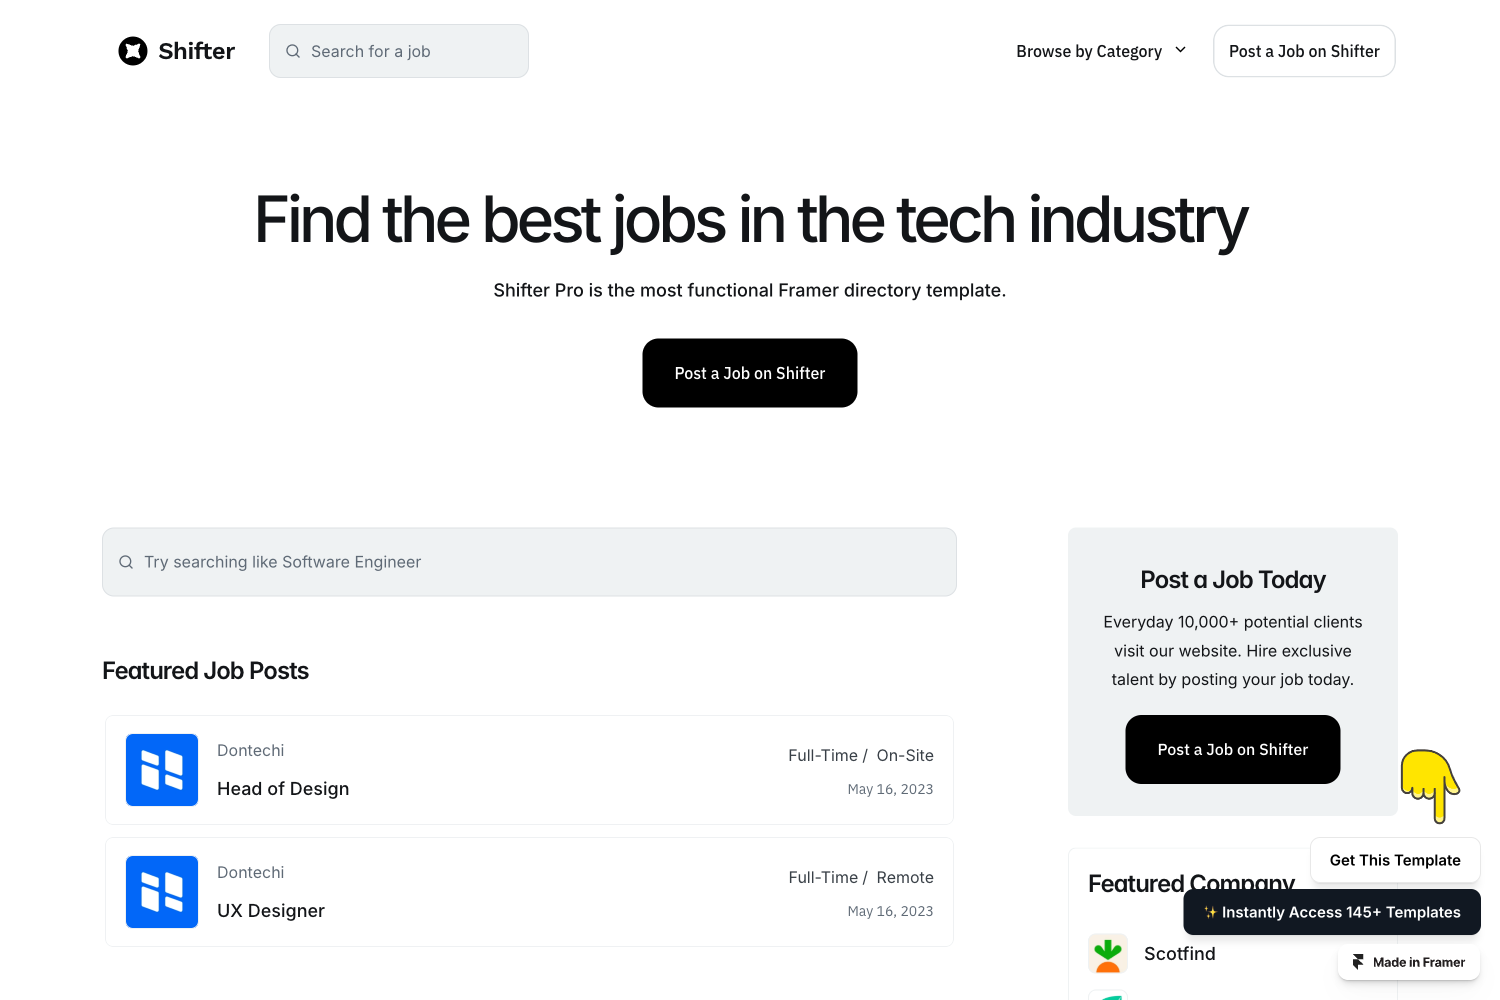 Shifter
Search for a job
Browse by Category
Post a Job on Shifter
Find the best jobs in the tech industry
Shifter Pro is the most functional Framer directory template.
Post a Job on Shifter
Try searching like Software Engineer
Featured Job Posts
Dontechi
Head of Design
Full-Time / On-Site
May 16, 2023
Dontechi
UX Designer
Full-Time / Remote
May 16, 2023
Post a Job Today
Everyday 10,000+ potential clients
visit our website. Hire exclusive
talent by posting your job today.
Post a Job on Shifter
Get This Template
Featured Company
✨ Instantly Access 145+ Templates
Scotfind
Made in Framer